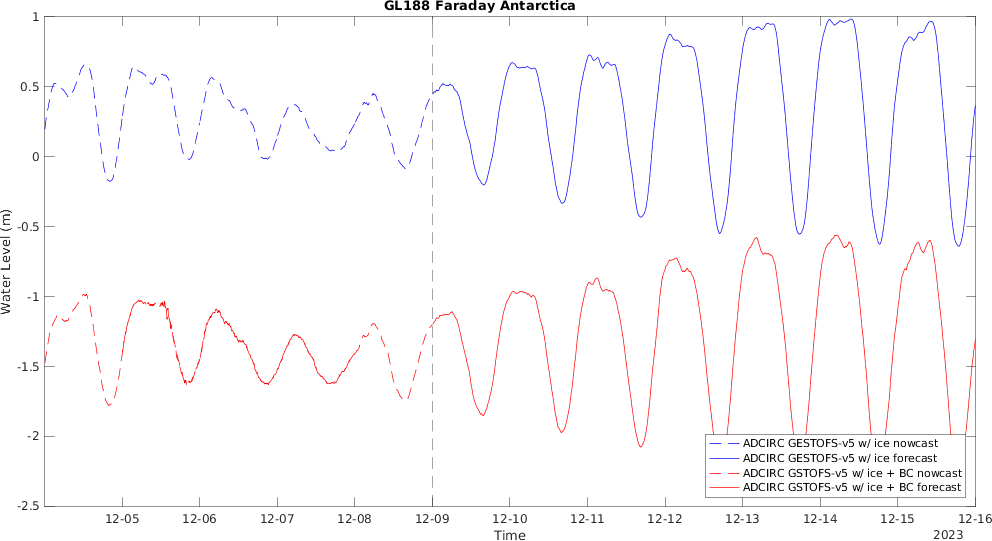 GL188 Faraday Antarctica
Water Level (m)
1
0.5
0
-0.5
-1
-1.5
-2
-2.5
ADCIRC GESTOFS-v5 w/ ice nowcast
ADCIRC GESTOFS-v5 w/ ice forecast
ADCIRC GSTOFS-v5 w/ ice + BC nowcast
ADCIRC GSTOFS-v5 w/ ice + BC forecast
12-05 12-06 12-07 12-08 12-09 12-10 12-11 12-12 12-13 12-14 12-15 12-16
Time
2023